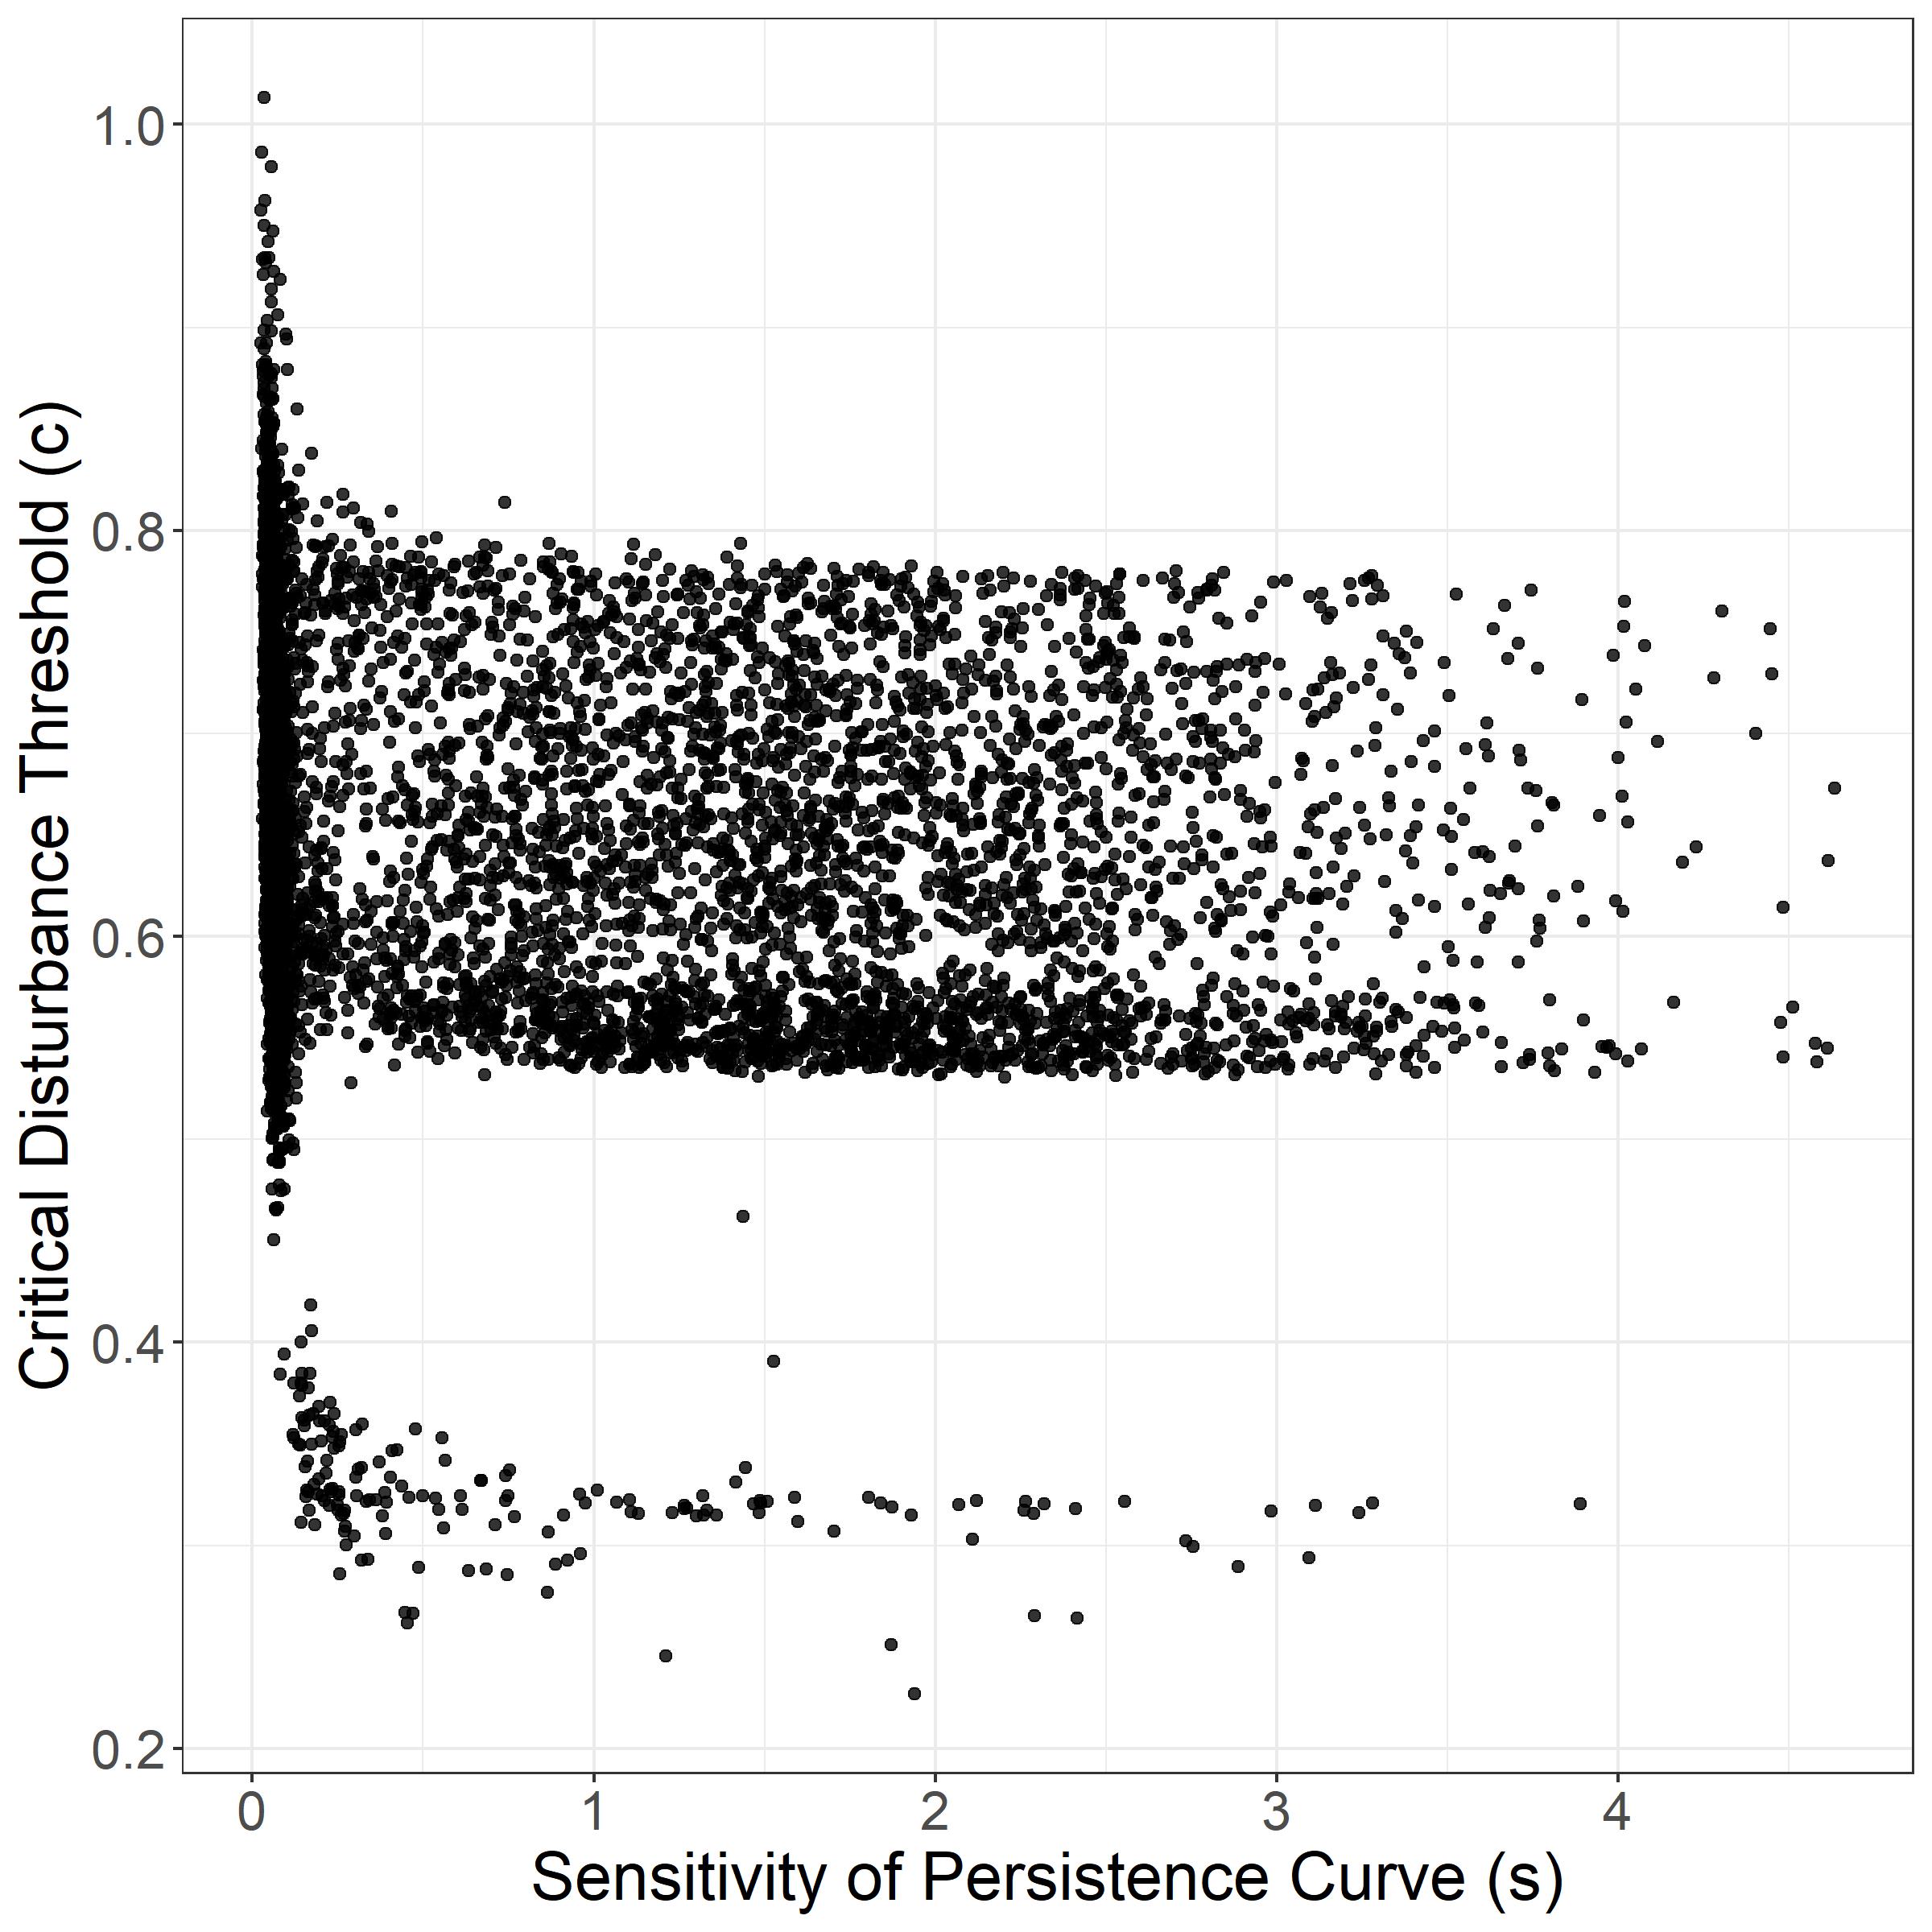 Critical Disturbance Threshold (c)
1.0
0.8
0.6
0.4
0.2
0 1 2 3 4
Sensitivity of Persistence Curve (s)